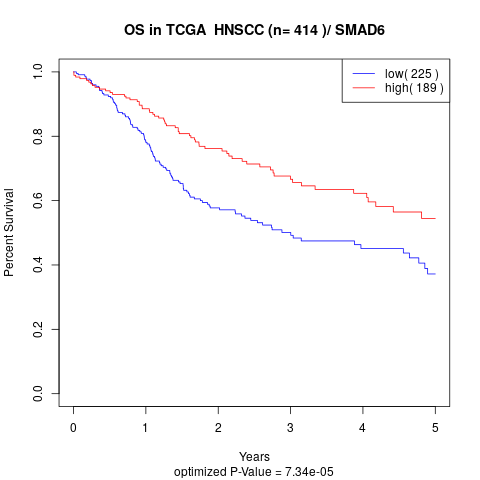 OS in TCGA  HNSCC (n= 414 )/ SMAD6
low( 225 )
high( 189 )
1.0
0.8
0.6
0.4
0.2
0.0
Percent Survival
0 1 2 3 4 5
Years
optimized P-Value = 7.34e-05